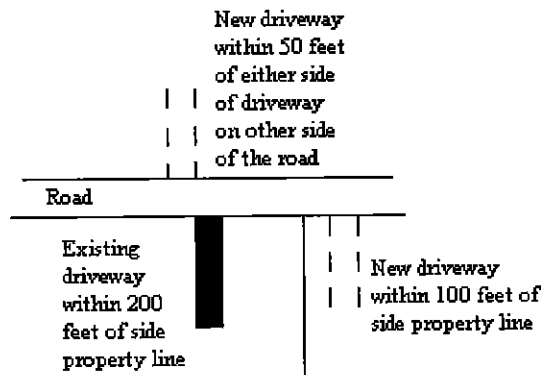 New driveway
within 50 feet
of either side
of driveway
on other side
of the road
Road
Existing
driveway
within 200
feet of side
property line
New driveway
within 100 feet of
side property line